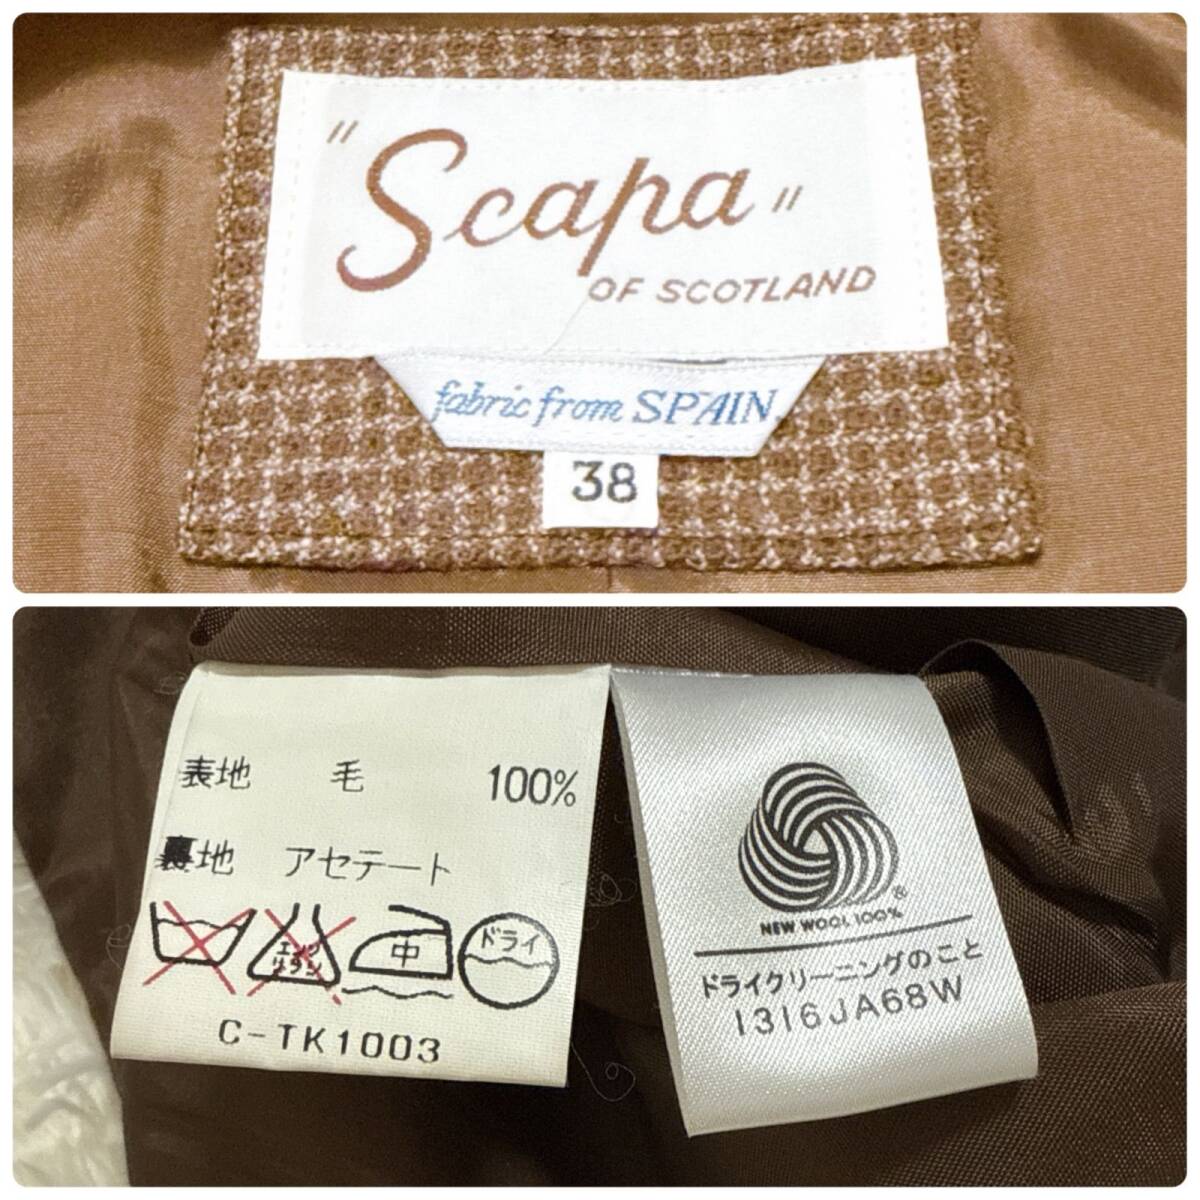 "Scapa"
OF SCOTLAND
fabric from SPAIN.
38
表地 毛 100%
裏地 アセテート
エンソ
サラシ
中
ドライ
C-TK1003
®
NEW WOOL 100%
ドライクリーニングのこと
1316JA68W